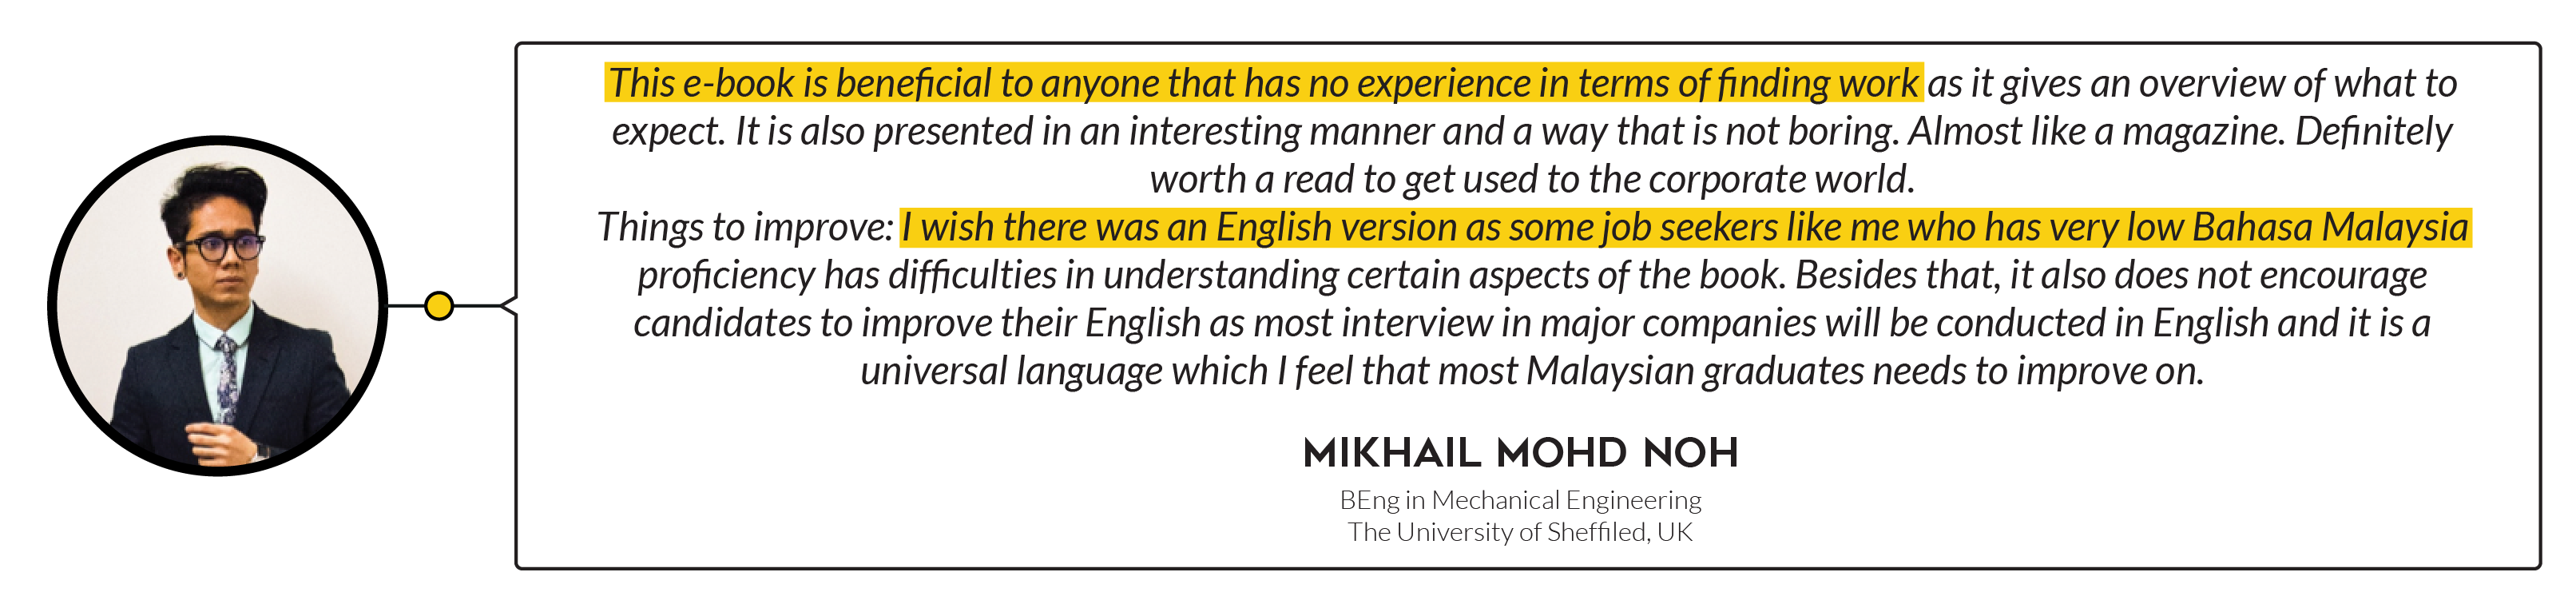 This e-book is beneficial to anyone that has no experience in terms of finding work as it gives an overview of what to
expect. It is also presented in an interesting manner and a way that is not boring. Almost like a magazine. Definitely
worth a read to get used to the corporate world.
Things to improve: I wish there was an English version as some job seekers like me who has very low Bahasa Malaysia
proficiency has difficulties in understanding certain aspects of the book. Besides that, it also does not encourage
candidates to improve their English as most interview in major companies will be conducted in English and it is a
universal language which I feel that most Malaysian graduates needs to improve on.
MIKHAIL MOHD NOH
BEng in Mechanical Engineering
The University of Sheffiled, UK